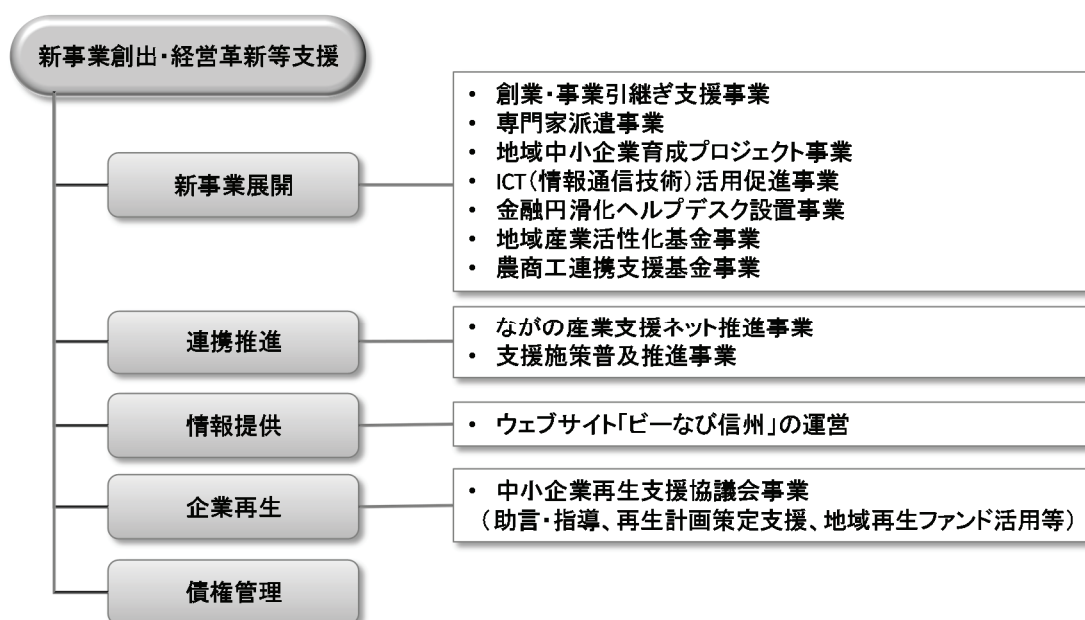 新事業創出・経営革新等支援
新事業展開
・ 創業・事業引継ぎ支援事業
・ 専門家派遣事業
・ 地域中小企業育成プロジェクト事業
・ ICT(情報通信技術)活用促進事業
・ 金融円滑化ヘルプデスク設置事業
・ 地域産業活性化基金事業
・ 農商工連携支援基金事業
連携推進
・ ながの産業支援ネット推進事業
・ 支援施策普及推進事業
情報提供
・ ウェブサイト「ビーなび信州」の運営
企業再生
・ 中小企業再生支援協議会事業
(助言・指導、再生計画策定支援、地域再生ファンド活用等)
債権管理